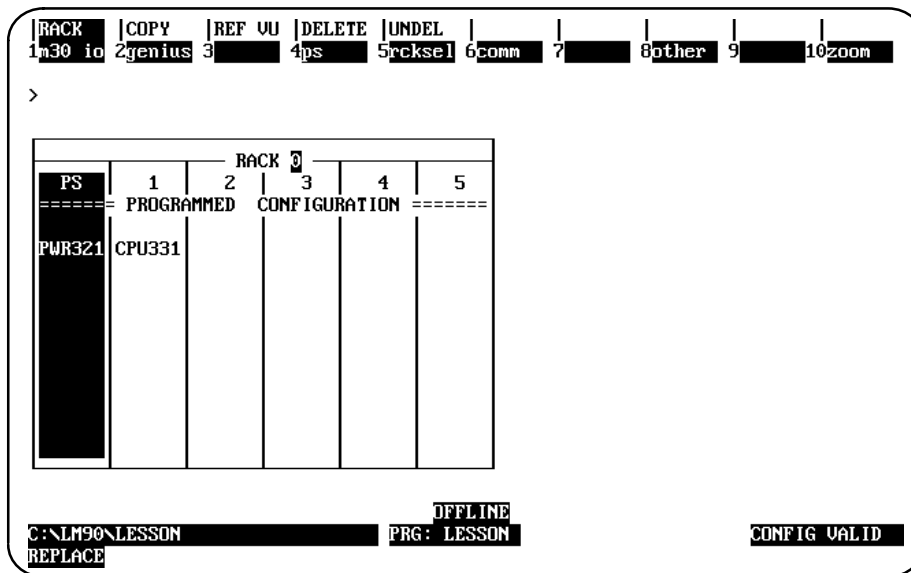 |RACK |COPY |REF VU |DELETE |UNDEL | | | | |
1m30 io 2genius 3 4ps 5rcksel 6comm 7 8other 9 10zoom
>
RACK 0
PS 1 2 3 4 5
====== = PROGRAMMED CONFIGURATION =======
PWR321 CPU331
OFFLINE
C:\LM90\LESSON PRG: LESSON CONFIG VALID
REPLACE